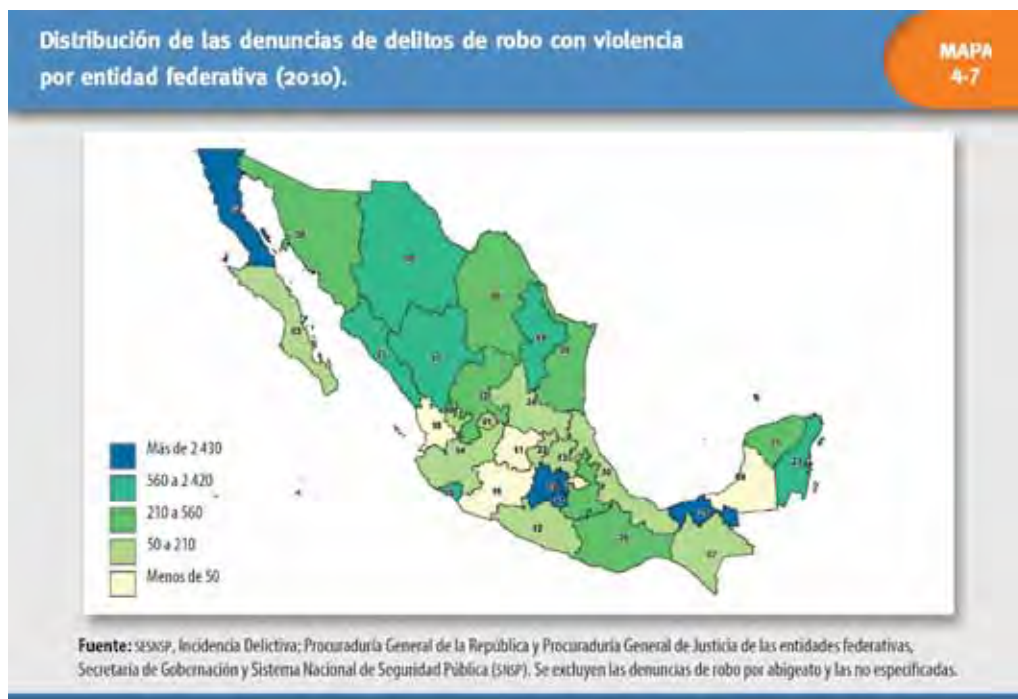 Distribución de las denuncias de delitos de robo con violencia
por entidad federativa (2010).
MAPA
4-7
Más de 2 430
560 a 2 420
210 a 560
50 a 210
Menos de 50
Fuente: SESNSP, Incidencia Delictiva; Procuraduría General de la República y Procuraduría General de Justicia de las entidades federativas,
Secretaría de Gobernación y Sistema Nacional de Seguridad Pública (SNSP). Se excluyen las denuncias de robo por abigeato y las no especificadas.